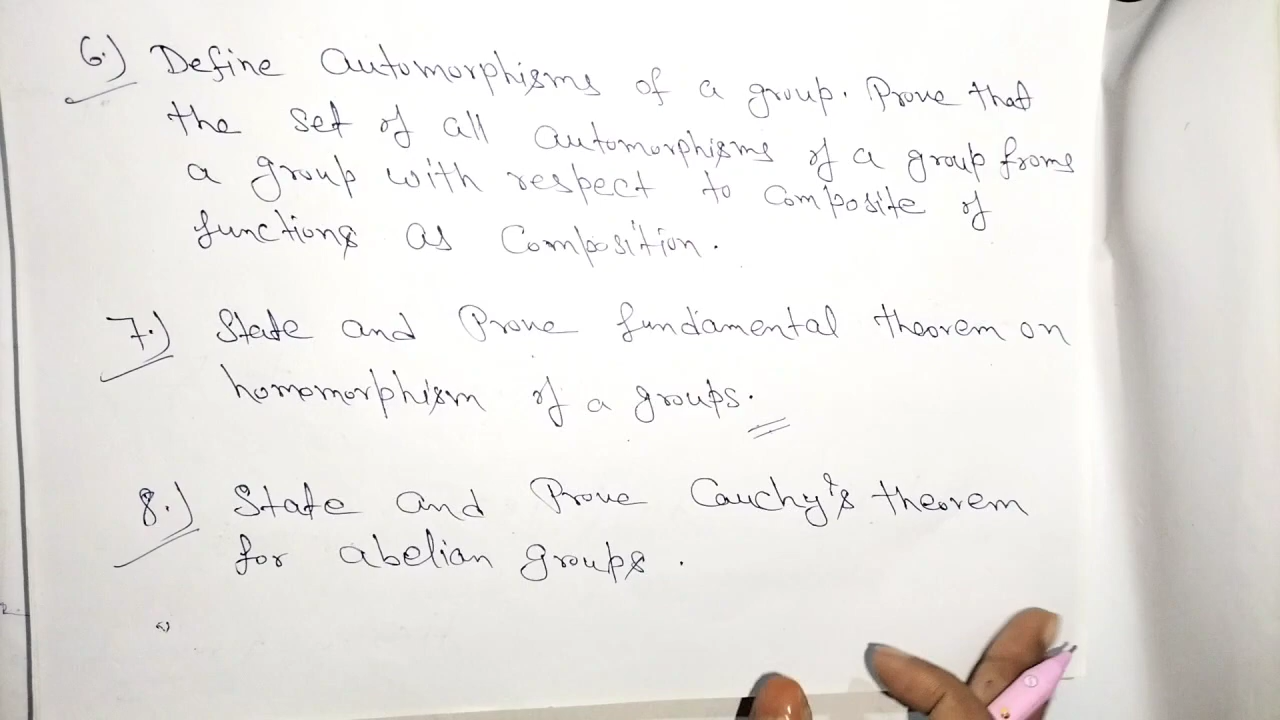 6.) Define automorphisms of a group. Prove that
the set of all automorphisms of a group froms
a group with respect to composite of
functions as composition.
7.) State and Prove fundamental theorem on
homomorphism of a groups.
8.) State and Prove Cauchy's theorem
for abelian groups.